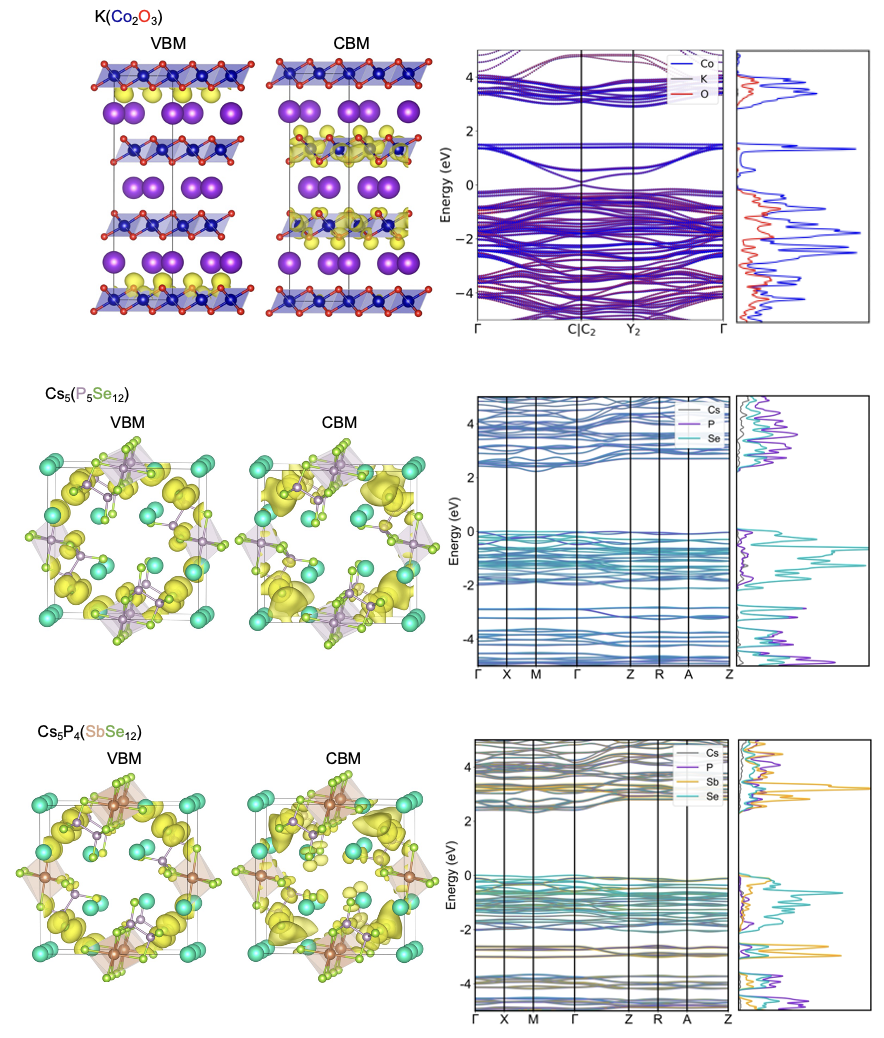 K(Co₂O₃)
VBM CBM
Co
K
O
4
2
0
−2
−4
Energy (eV)
Γ C|C₂ Y₂ Γ
Cs₅(P₅Se₁₂)
VBM CBM
Cs
P
Se
4
2
0
-2
-4
Energy (eV)
Γ X M Γ Z R A Z
Cs₅P₄(SbSe₁₂)
VBM CBM
Cs
P
Sb
Se
4
2
0
-2
-4
Energy (eV)
Γ X M Γ Z R A Z